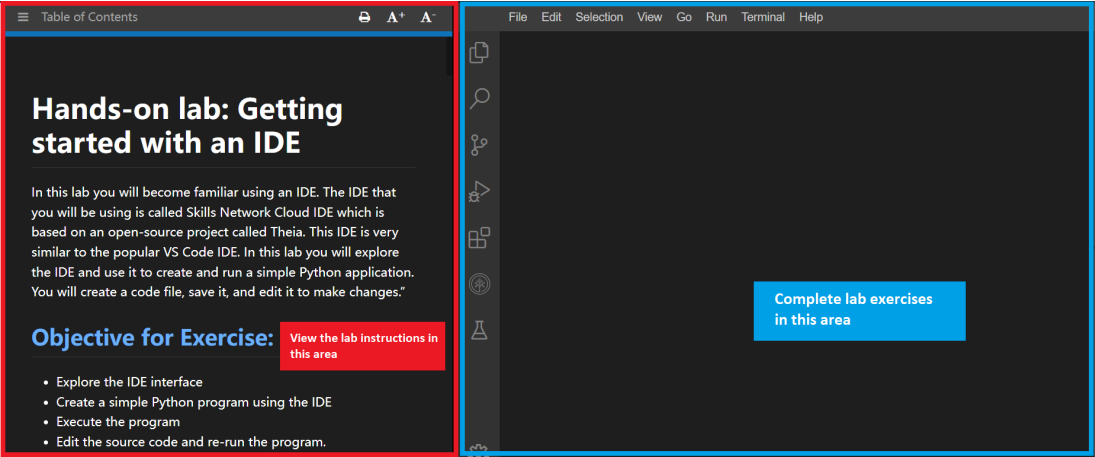 Table of Contents
A+ A-
Hands-on lab: Getting
started with an IDE
In this lab you will become familiar using an IDE. The IDE that
you will be using is called Skills Network Cloud IDE which is
based on an open-source project called Theia. This IDE is very
similar to the popular VS Code IDE. In this lab you will explore
the IDE and use it to create and run a simple Python application.
You will create a code file, save it, and edit it to make changes.”
Objective for Exercise:
View the lab instructions in
this area
• Explore the IDE interface
• Create a simple Python program using the IDE
• Execute the program
• Edit the source code and re-run the program.
File Edit Selection View Go Run Terminal Help
Complete lab exercises
in this area